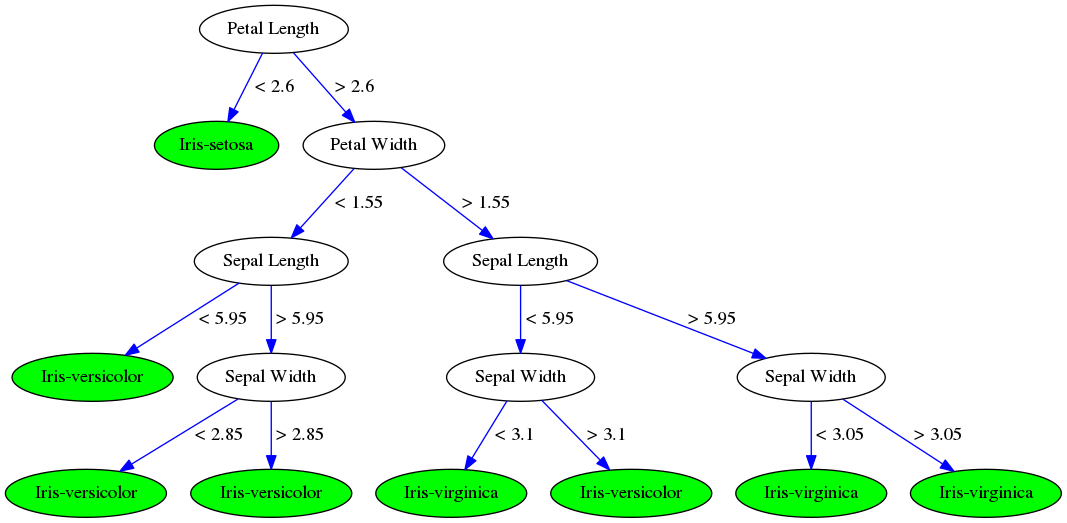 Petal Length
< 2.6
> 2.6
Iris-setosa
Petal Width
< 1.55
> 1.55
Sepal Length
Sepal Length
< 5.95
> 5.95
< 5.95
> 5.95
Iris-versicolor
Sepal Width
Sepal Width
Sepal Width
< 2.85
> 2.85
< 3.1
> 3.1
< 3.05
> 3.05
Iris-versicolor
Iris-versicolor
Iris-virginica
Iris-versicolor
Iris-virginica
Iris-virginica